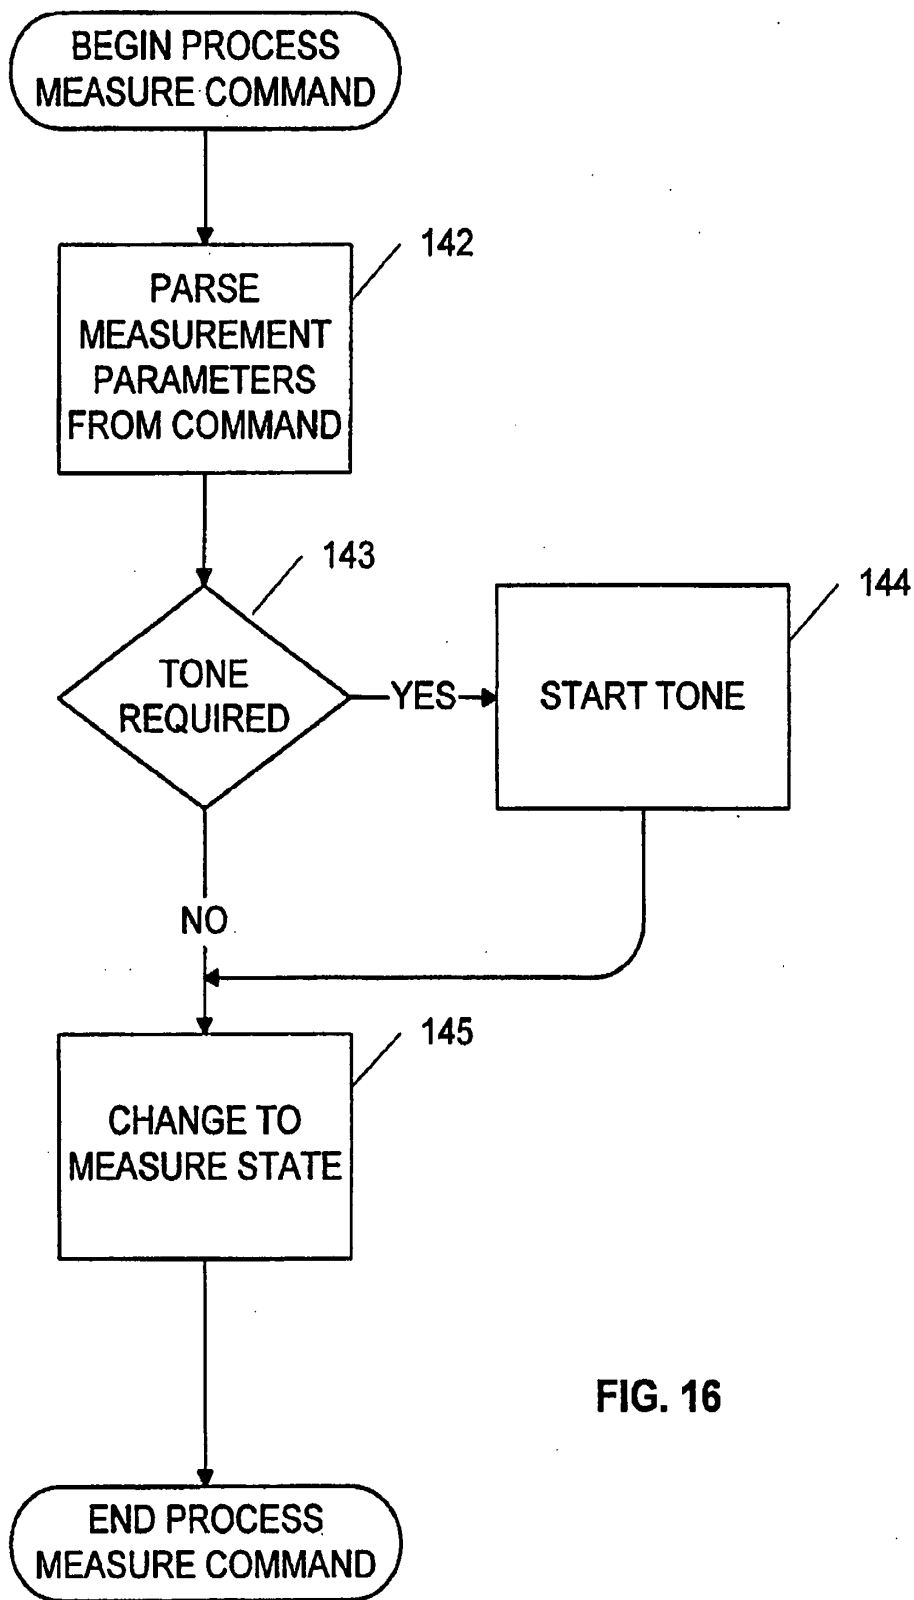 BEGIN PROCESS
MEASURE COMMAND
142
PARSE
MEASUREMENT
PARAMETERS
FROM COMMAND
143
TONE
REQUIRED
YES
144
START TONE
NO
145
CHANGE TO
MEASURE STATE
FIG. 16
END PROCESS
MEASURE COMMAND